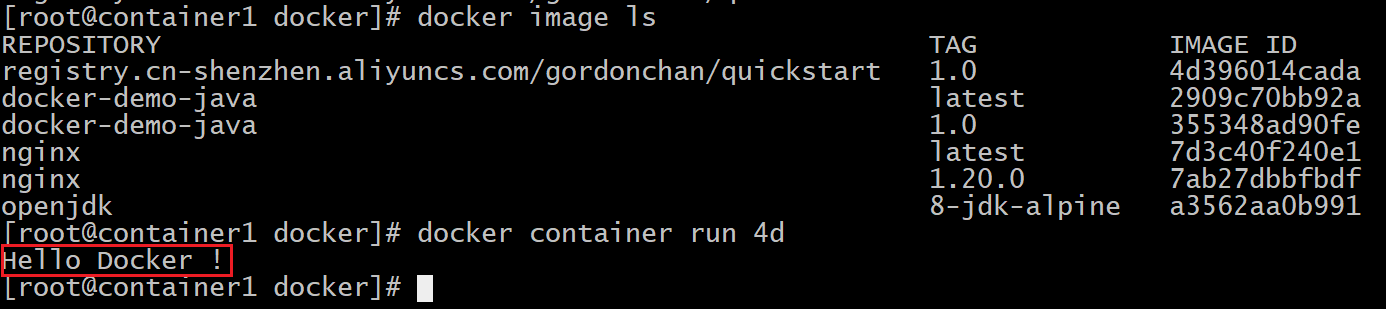 [root@container1 docker]# docker image ls
REPOSITORY TAG IMAGE ID
registry.cn-shenzhen.aliyuncs.com/gordonchan/quickstart 1.0 4d396014cada
docker-demo-java latest 2909c70bb92a
docker-demo-java 1.0 355348ad90fe
nginx latest 7d3c40f240e1
nginx 1.20.0 7ab27dbbfbdf
openjdk 8-jdk-alpine a3562aa0b991
[root@container1 docker]# docker container run 4d
Hello Docker !
[root@container1 docker]#